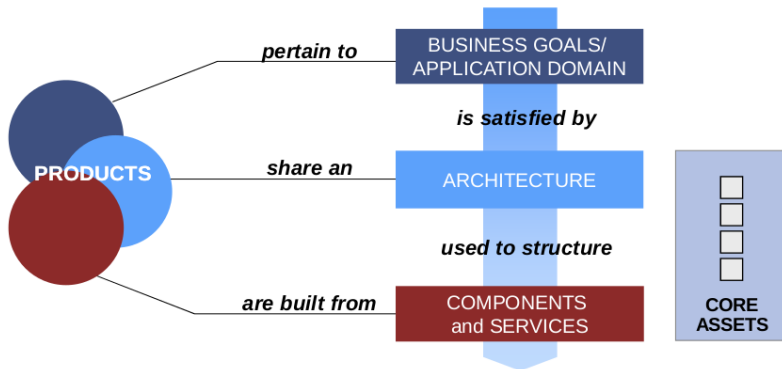 pertain to
BUSINESS GOALS/
APPLICATION DOMAIN
is satisfied by
PRODUCTS
share an
ARCHITECTURE
used to structure
are built from
COMPONENTS
and SERVICES
CORE
ASSETS